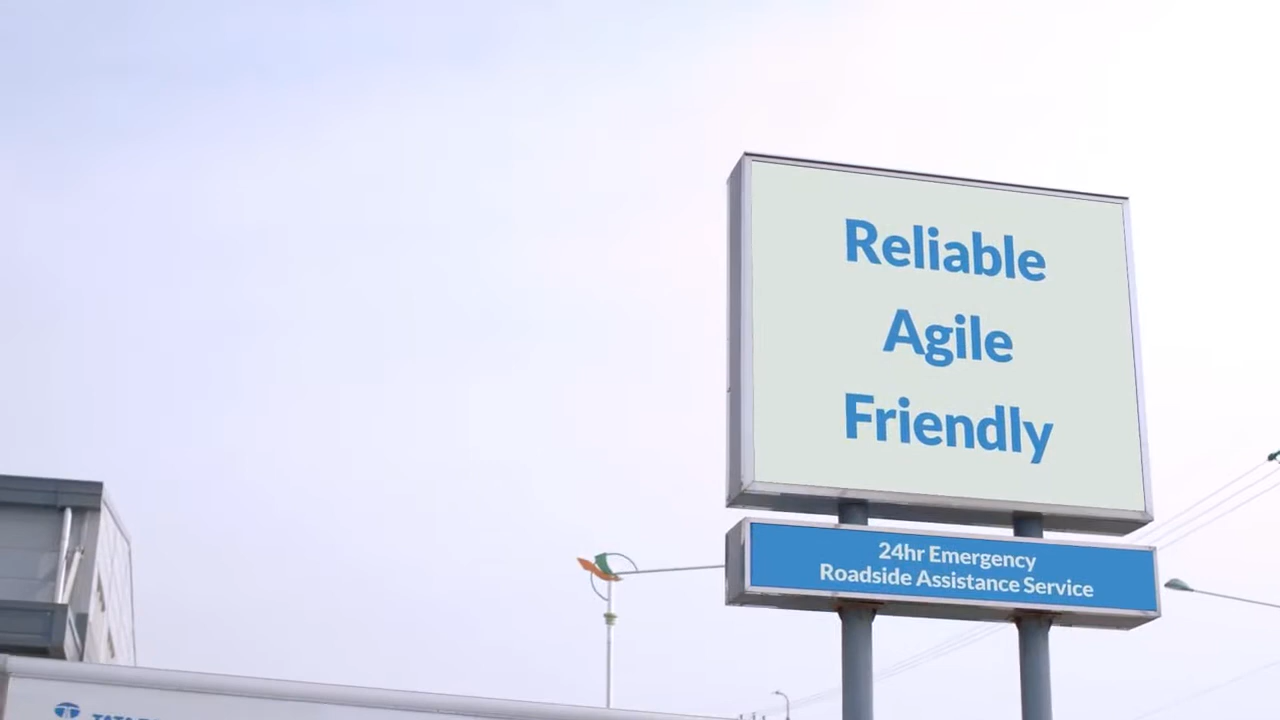 Reliable
Agile
Friendly
24hr Emergency
Roadside Assistance Service